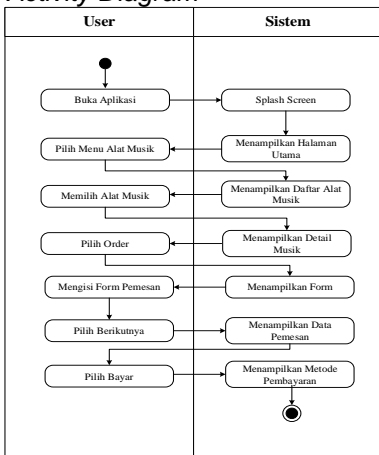 Activity Diagram
User
Sistem
Buka Aplikasi
Splash Screen
Pilih Menu Alat Musik
Menampilkan Halaman
Utama
Memilih Alat Musik
Menampilkan Daftar Alat
Musik
Pilih Order
Menampilkan Detail
Musik
Mengisi Form Pemesan
Menampilkan Form
Pilih Berikutnya
Menampilkan Data
Pemesan
Pilih Bayar
Menampilkan Metode
Pembayaran